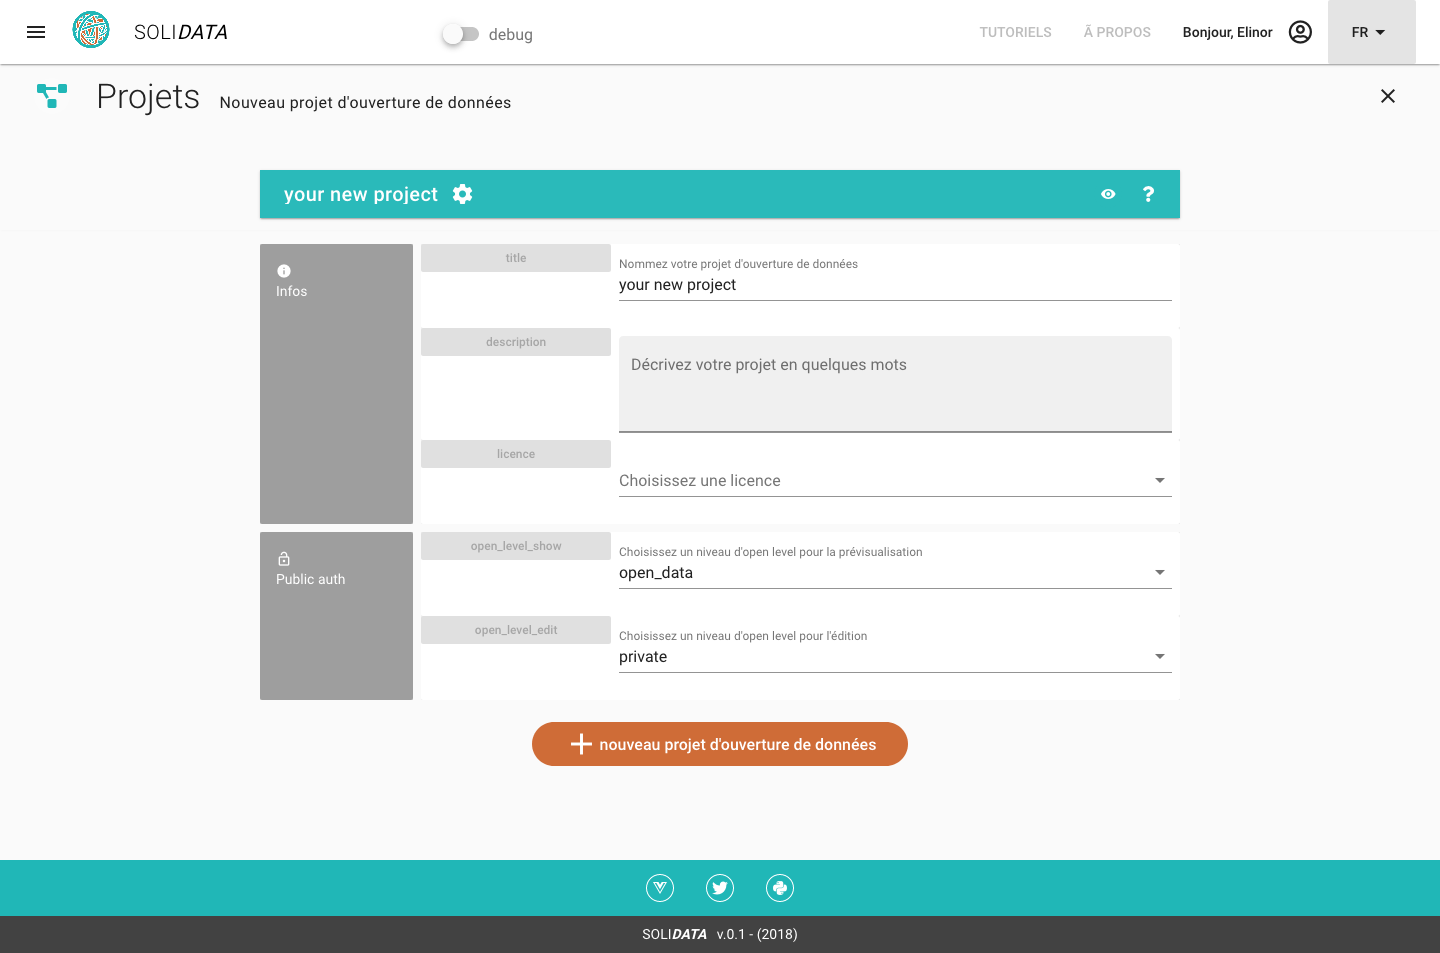 SOLIDATA
debug
TUTORIELS
Ã PROPOS
Bonjour, Elinor
FR
Projets
Nouveau projet d'ouverture de données
your new project
?
Infos
title
Nommez votre projet d'ouverture de données
your new project
description
Décrivez votre projet en quelques mots
licence
Choisissez une licence
Public auth
open_level_show
Choisissez un niveau d'open level pour la prévisualisation
open_data
open_level_edit
Choisissez un niveau d'open level pour l'édition
private
nouveau projet d'ouverture de données
SOLIDATA v.0.1 - (2018)